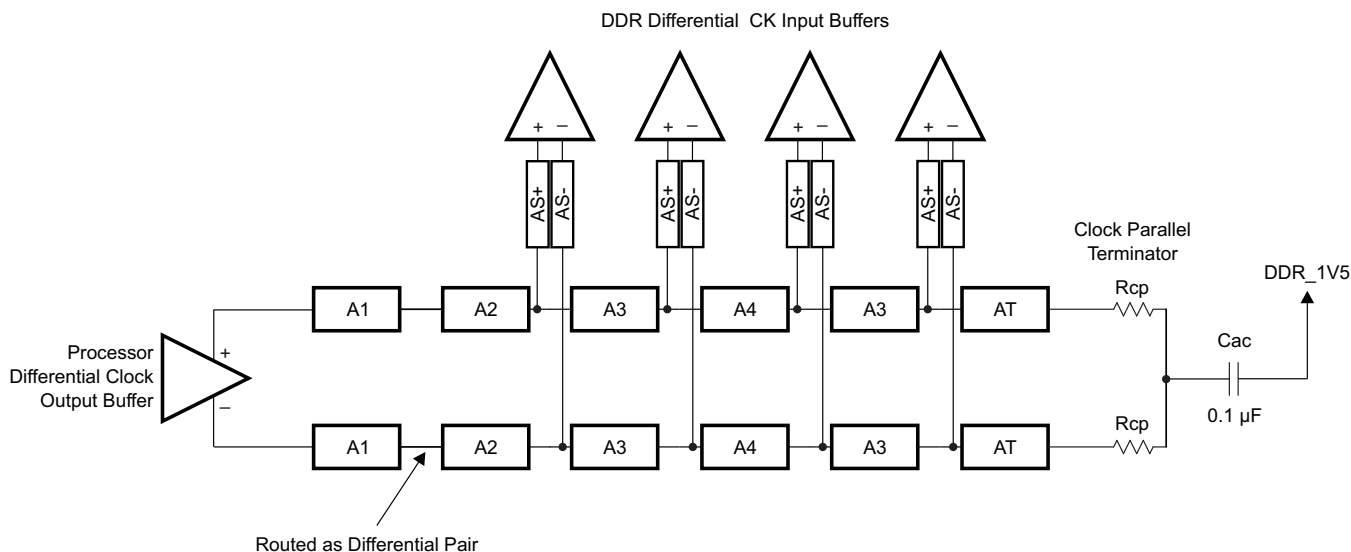 DDR Differential CK Input Buffers
+ – + – + – + –
AS+ AS- AS+ AS- AS+ AS- AS+ AS-
Clock Parallel
Terminator
DDR_1V5
A1 A2 A3 A4 A3 AT Rcp
Processor
Differential Clock
Output Buffer
+
–
Cac
0.1 µF
A1 A2 A3 A4 A3 AT Rcp
Routed as Differential Pair